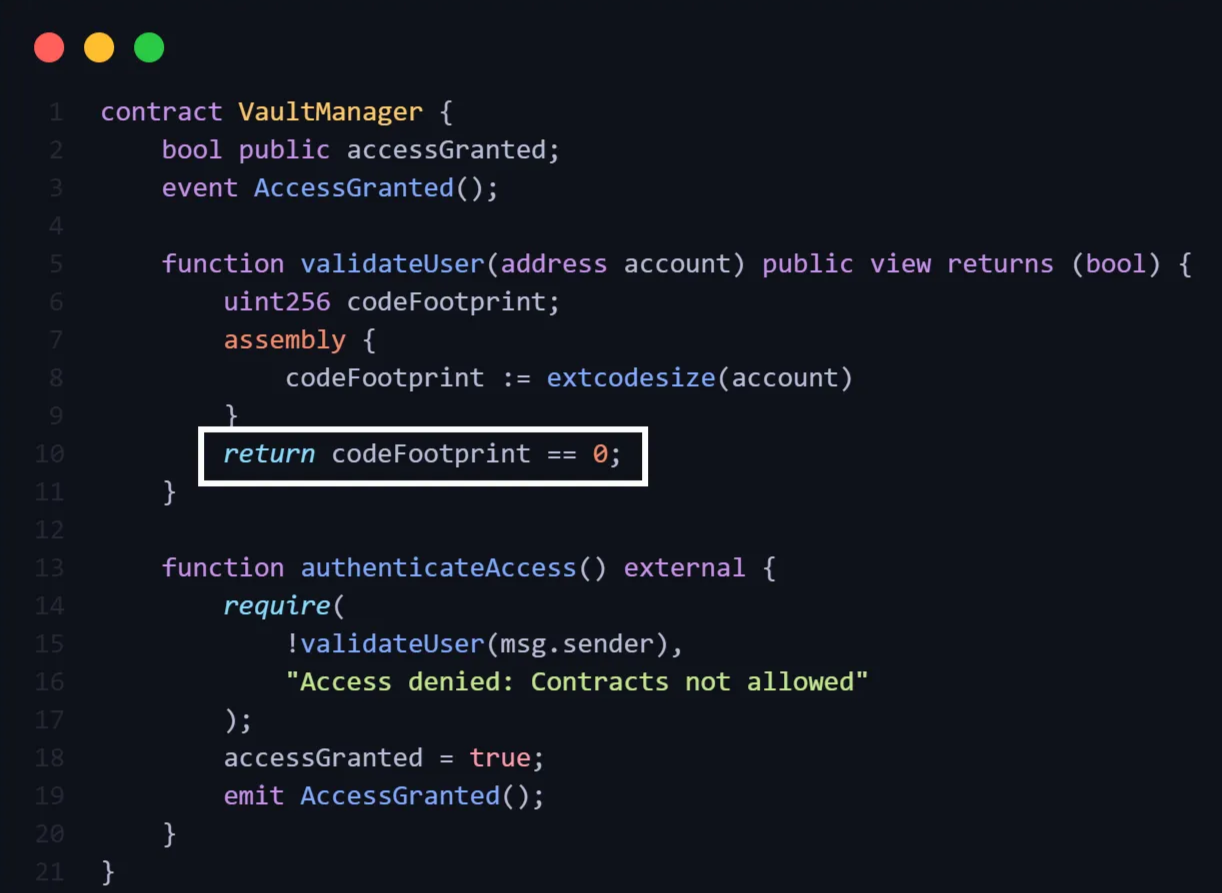 1 contract VaultManager {
2 bool public accessGranted;
3 event AccessGranted();
4
5 function validateUser(address account) public view returns (bool) {
6 uint256 codeFootprint;
7 assembly {
8 codeFootprint := extcodesize(account)
9 }
10 return codeFootprint == 0;
11 }
12
13 function authenticateAccess() external {
14 require(
15 !validateUser(msg.sender),
16 "Access denied: Contracts not allowed"
17 );
18 accessGranted = true;
19 emit AccessGranted();
20 }
21 }